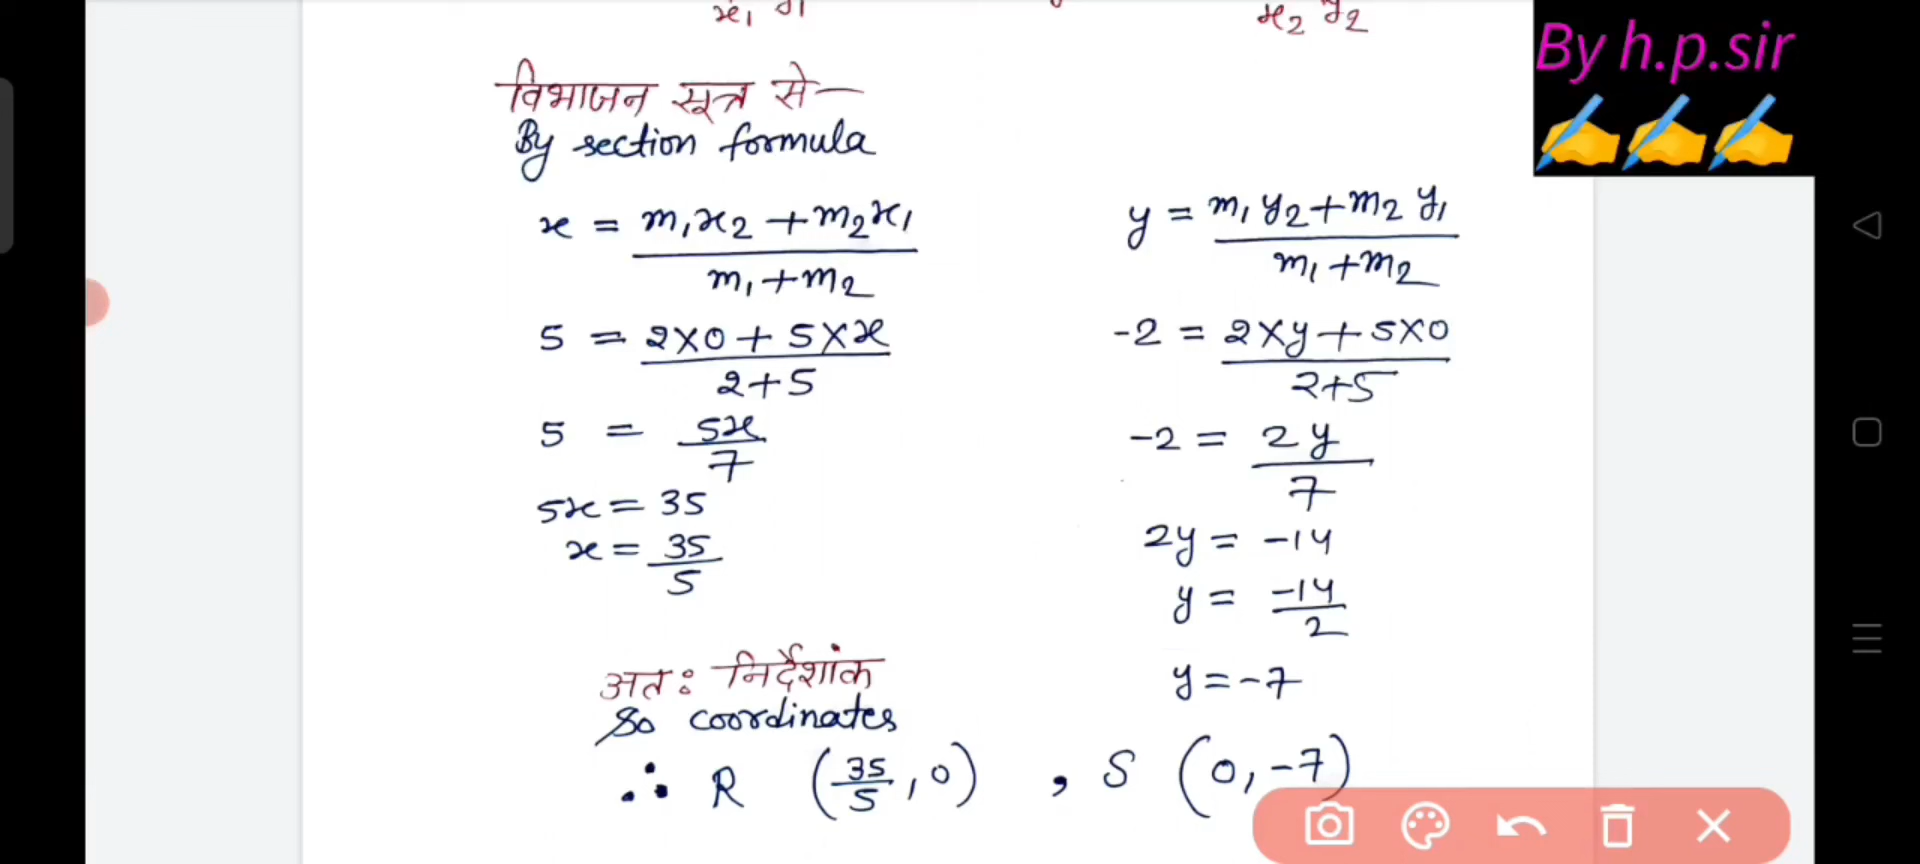 x₁ y₁ x₂ y₂
By h.p.sir
विभाजन सूत्र से—
By section formula
x = m₁x₂ + m₂x₁ / m₁ + m₂
5 = 2×0 + 5×x / 2+5
5 = 5x / 7
5x = 35
x = 35 / 5
y = m₁y₂ + m₂y₁ / m₁ + m₂
-2 = 2×y + 5×0 / 2+5
-2 = 2y / 7
2y = -14
y = -14 / 2
y = -7
अतः निर्देशांक
So coordinates
∴ R (35/5, 0) , S (0, -7)